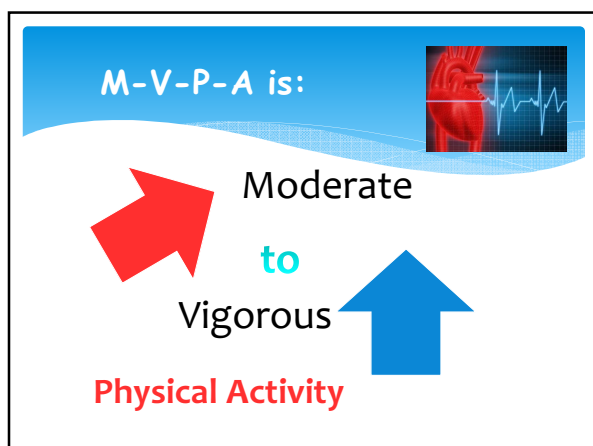 M-V-P-A is:
Moderate
to
Vigorous
Physical Activity